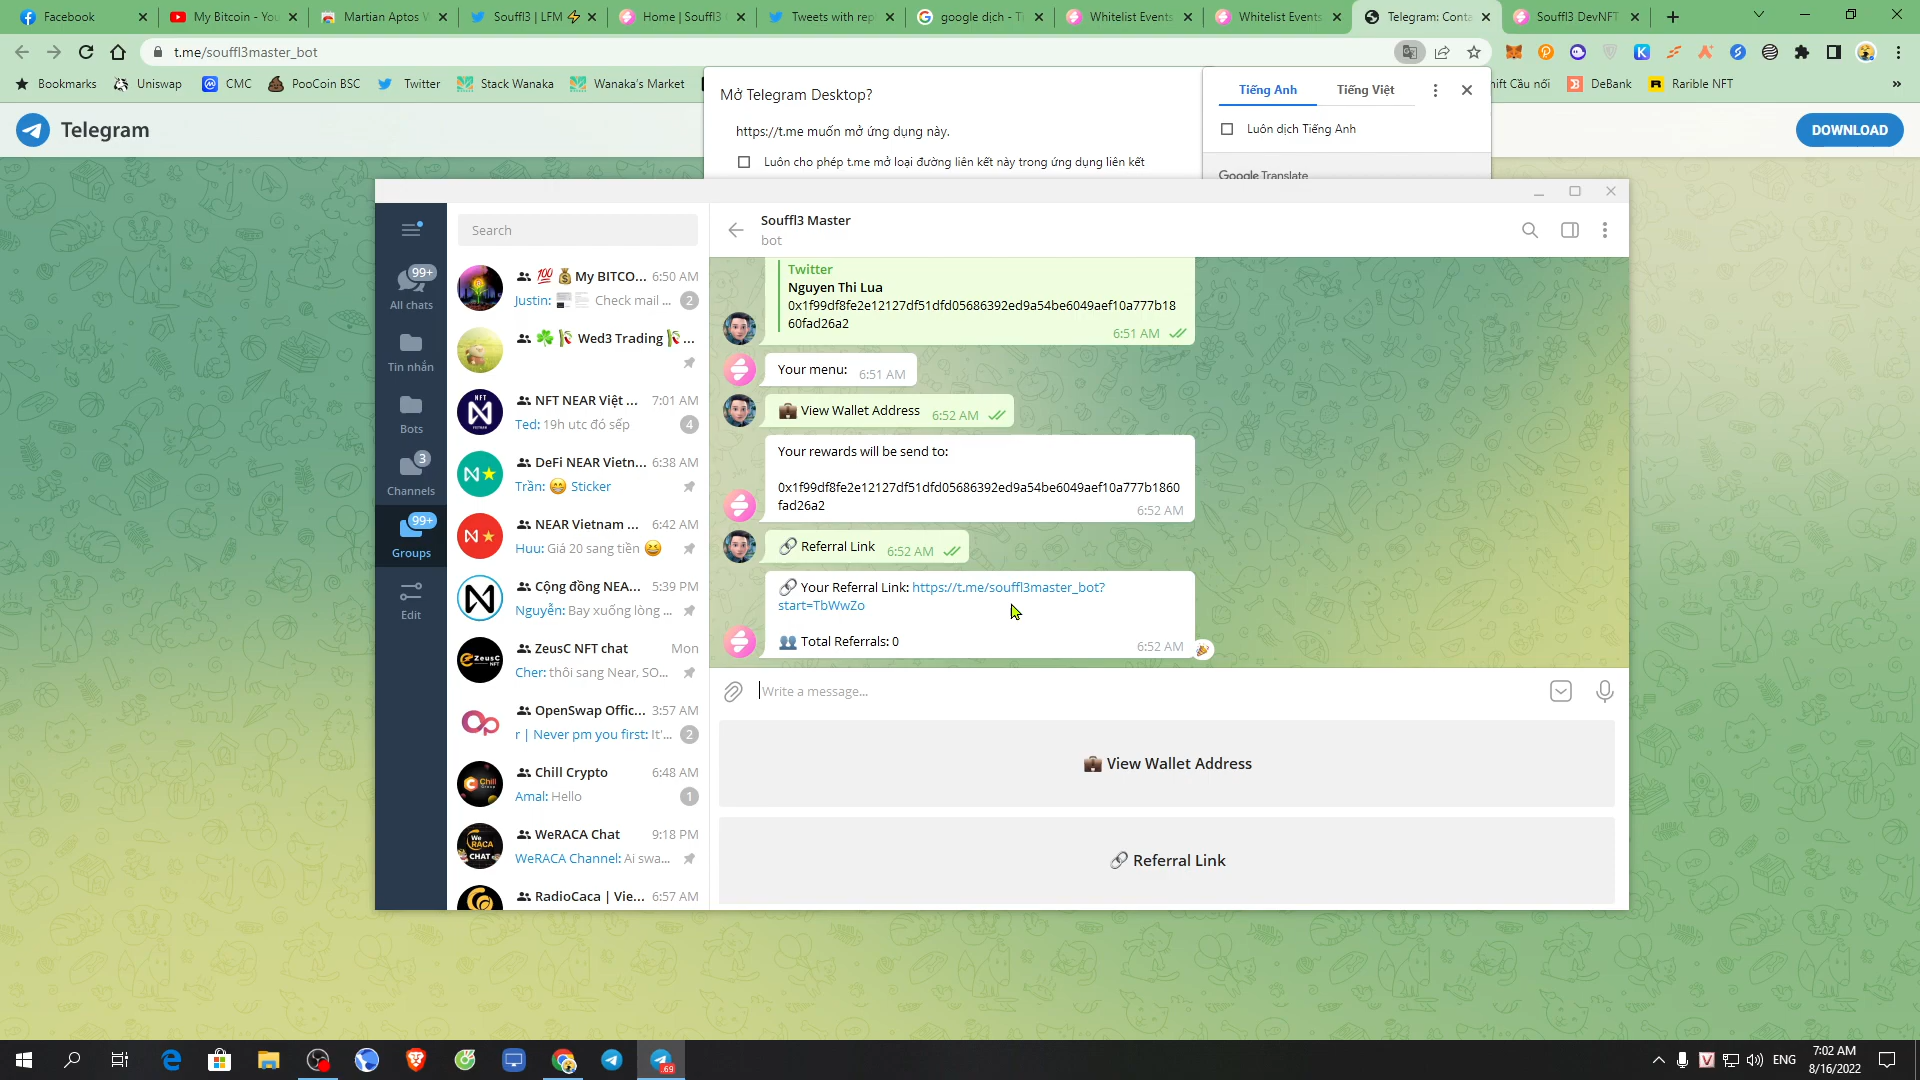 Facebook
My Bitcoin - You
Martian Aptos W
Souffl3 | LFM ⚡
Home | Souffl3
Tweets with rep
google dịch - T
Whitelist Events
Whitelist Events
Telegram: Conta
Souffl3 DevNFT
t.me/souffl3master_bot
Bookmarks
Uniswap
CMC
PooCoin BSC
Twitter
Stack Wanaka
Wanaka's Market
hift Cầu nối
DeBank
Rarible NFT
»
Telegram
DOWNLOAD
Mở Telegram Desktop?
https://t.me muốn mở ứng dụng này.
Luôn cho phép t.me mở loại đường liên kết này trong ứng dụng liên kết
Tiếng Anh
Tiếng Việt
Luôn dịch Tiếng Anh
Google Translate
99+
All chats
Tin nhắn
Bots
3
Channels
99+
Groups
Edit
Search
💯 💰 My BITCO... 6:50 AM
Justin: Check mail ... 2
☘️ Wed3 Trading ...
NFT NEAR Việt ... 7:01 AM
Ted: 19h utc đó sếp 4
DeFi NEAR Vietn... 6:38 AM
Trần: 😁 Sticker
NEAR Vietnam ... 6:42 AM
Huu: Giá 20 sang tiền 😆
Cộng đồng NEA... 5:39 PM
Nguyễn: Bay xuống lòng ...
ZeusC NFT chat Mon
Cher: thôi sang Near, SO...
OpenSwap Offic... 3:57 AM
r | Never pm you first: It'... 2
Chill Crypto 6:48 AM
Amal: Hello 1
WeRACA Chat 9:18 PM
WeRACA Channel: Ai swa...
RadioCaca | Vie... 6:57 AM
Souffl3 Master
bot
Twitter
Nguyen Thi Lua
0x1f99df8fe2e12127df51dfd05686392ed9a54be6049aef10a777b18
60fad26a2
6:51 AM
Your menu: 6:51 AM
💼 View Wallet Address 6:52 AM
Your rewards will be send to:
0x1f99df8fe2e12127df51dfd05686392ed9a54be6049aef10a777b1860
fad26a2
6:52 AM
🔗 Referral Link 6:52 AM
🔗 Your Referral Link: https://t.me/souffl3master_bot?
start=TbWwZo
👥 Total Referrals: 0
6:52 AM
Write a message...
💼 View Wallet Address
🔗 Referral Link
.69
ENG
7:02 AM
8/16/2022